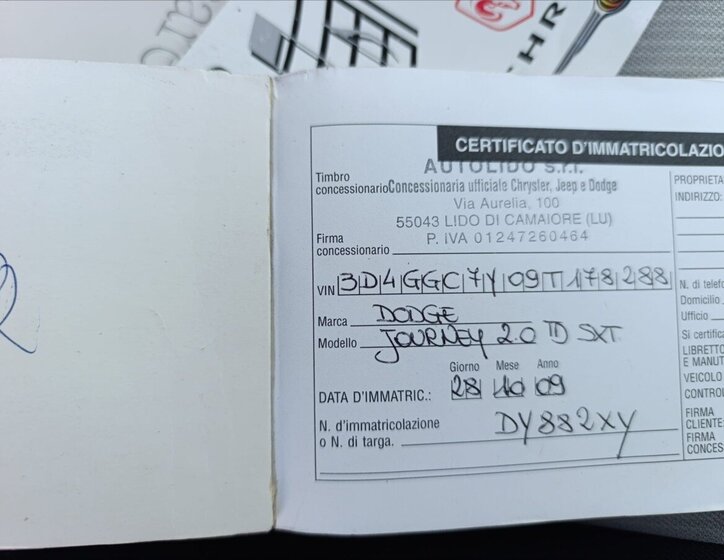 CHR
CERTIFICATO D'IMMATRICOLAZIO
AUTOLIDO S.r.l.
Timbro
concessionario Concessionaria ufficiale Chrysler, Jeep e Dodge
Via Aurelia, 100
55043 LIDO DI CAMAIORE (LU)
Firma
concessionario
P. IVA 01247260464
VIN 3D4GGC7Y09T178288
Marca DODGE
Modello JOURNEY 2.0 TD SXT
Giorno Mese Anno
DATA D'IMMATRIC.: 28 10 09
N. d'immatricolazione
o N. di targa. DY882XY
PROPRIETA
INDIRIZZO:
N. di telef
Domicilio
Ufficio
Si certifica
LIBRETTO
E MANUT
VEICOLO
CONTRO
FIRMA
CLIENTE:
FIRMA
CONCES